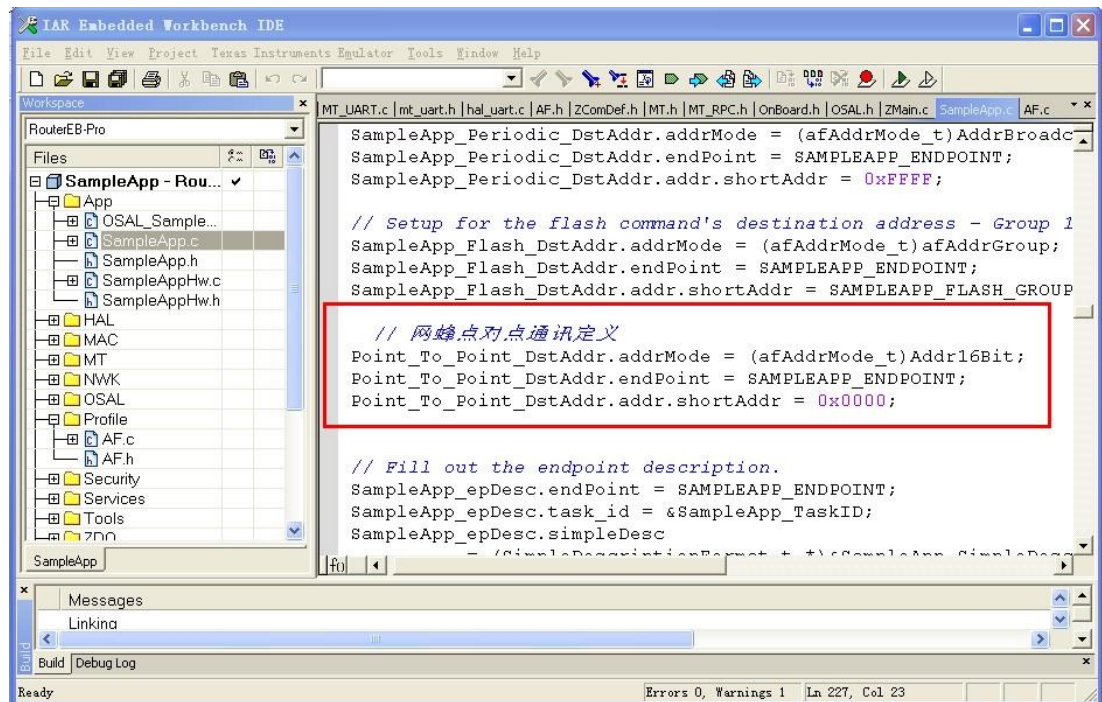 IAR Embedded Workbench IDE
File Edit View Project Texas Instruments Emulator Tools Window Help
Workspace
RouterEB-Pro
Files
SampleApp - Rou...
App
OSAL_Sample...
SampleApp.c
SampleApp.h
SampleAppHw.c
SampleAppHw.h
HAL
MAC
MT
NWK
OSAL
Profile
AF.c
AF.h
Security
Services
Tools
ZDO
SampleApp
MT_UART.c | mt_uart.h | hal_uart.c | AF.h | ZComDef.h | MT.h | MT_RPC.h | OnBoard.h | OSAL.h | ZMain.c SampleApp.c AF.c
SampleApp_Periodic_DstAddr.addrMode = (afAddrMode_t)AddrBroadc
SampleApp_Periodic_DstAddr.endPoint = SAMPLEAPP_ENDPOINT;
SampleApp_Periodic_DstAddr.addr.shortAddr = 0xFFFF;
// Setup for the flash command's destination address - Group 1
SampleApp_Flash_DstAddr.addrMode = (afAddrMode_t)afAddrGroup;
SampleApp_Flash_DstAddr.endPoint = SAMPLEAPP_ENDPOINT;
SampleApp_Flash_DstAddr.addr.shortAddr = SAMPLEAPP_FLASH_GROUP
// 网蜂点对点通讯定义
Point_To_Point_DstAddr.addrMode = (afAddrMode_t)Addr16Bit;
Point_To_Point_DstAddr.endPoint = SAMPLEAPP_ENDPOINT;
Point_To_Point_DstAddr.addr.shortAddr = 0x0000;
// Fill out the endpoint description.
SampleApp_epDesc.endPoint = SAMPLEAPP_ENDPOINT;
SampleApp_epDesc.task_id = &SampleApp_TaskID;
SampleApp_epDesc.simpleDesc
= (SimpleDescriptionFormat_t *)&SampleApp_SimpleDesc
f0
Messages
Linking
Build
Build Debug Log
Ready
Errors 0, Warnings 1 Ln 227, Col 23